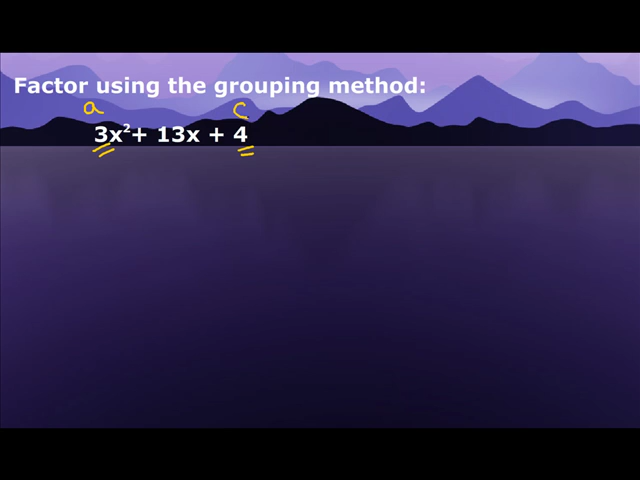 Factor using the grouping method:
a c
3x²+ 13x + 4